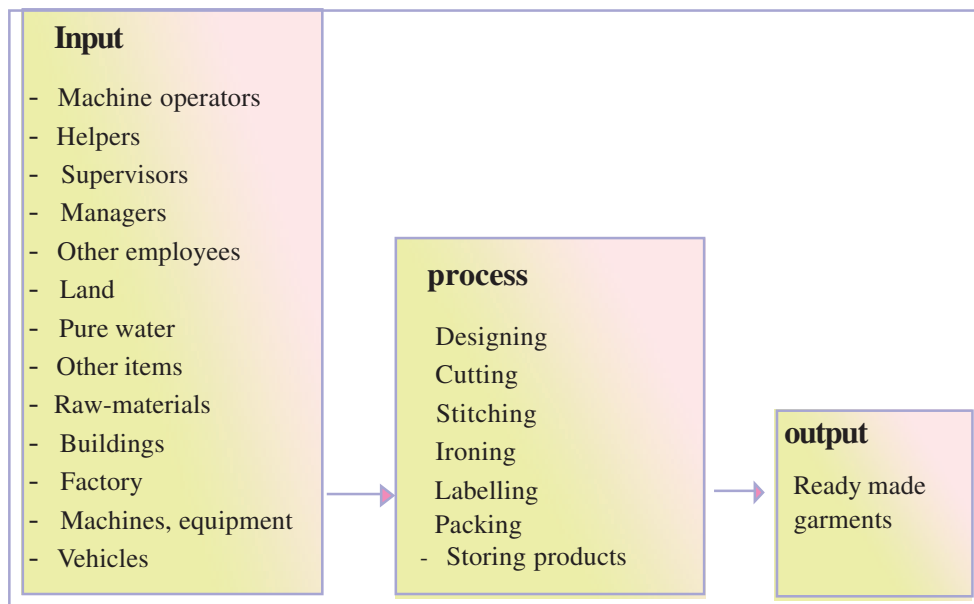 Input
- Machine operators
- Helpers
- Supervisors
- Managers
- Other employees
- Land
- Pure water
- Other items
- Raw-materials
- Buildings
- Factory
- Machines, equipment
- Vehicles
process
Designing
Cutting
Stitching
Ironing
Labelling
Packing
- Storing products
output
Ready made
garments